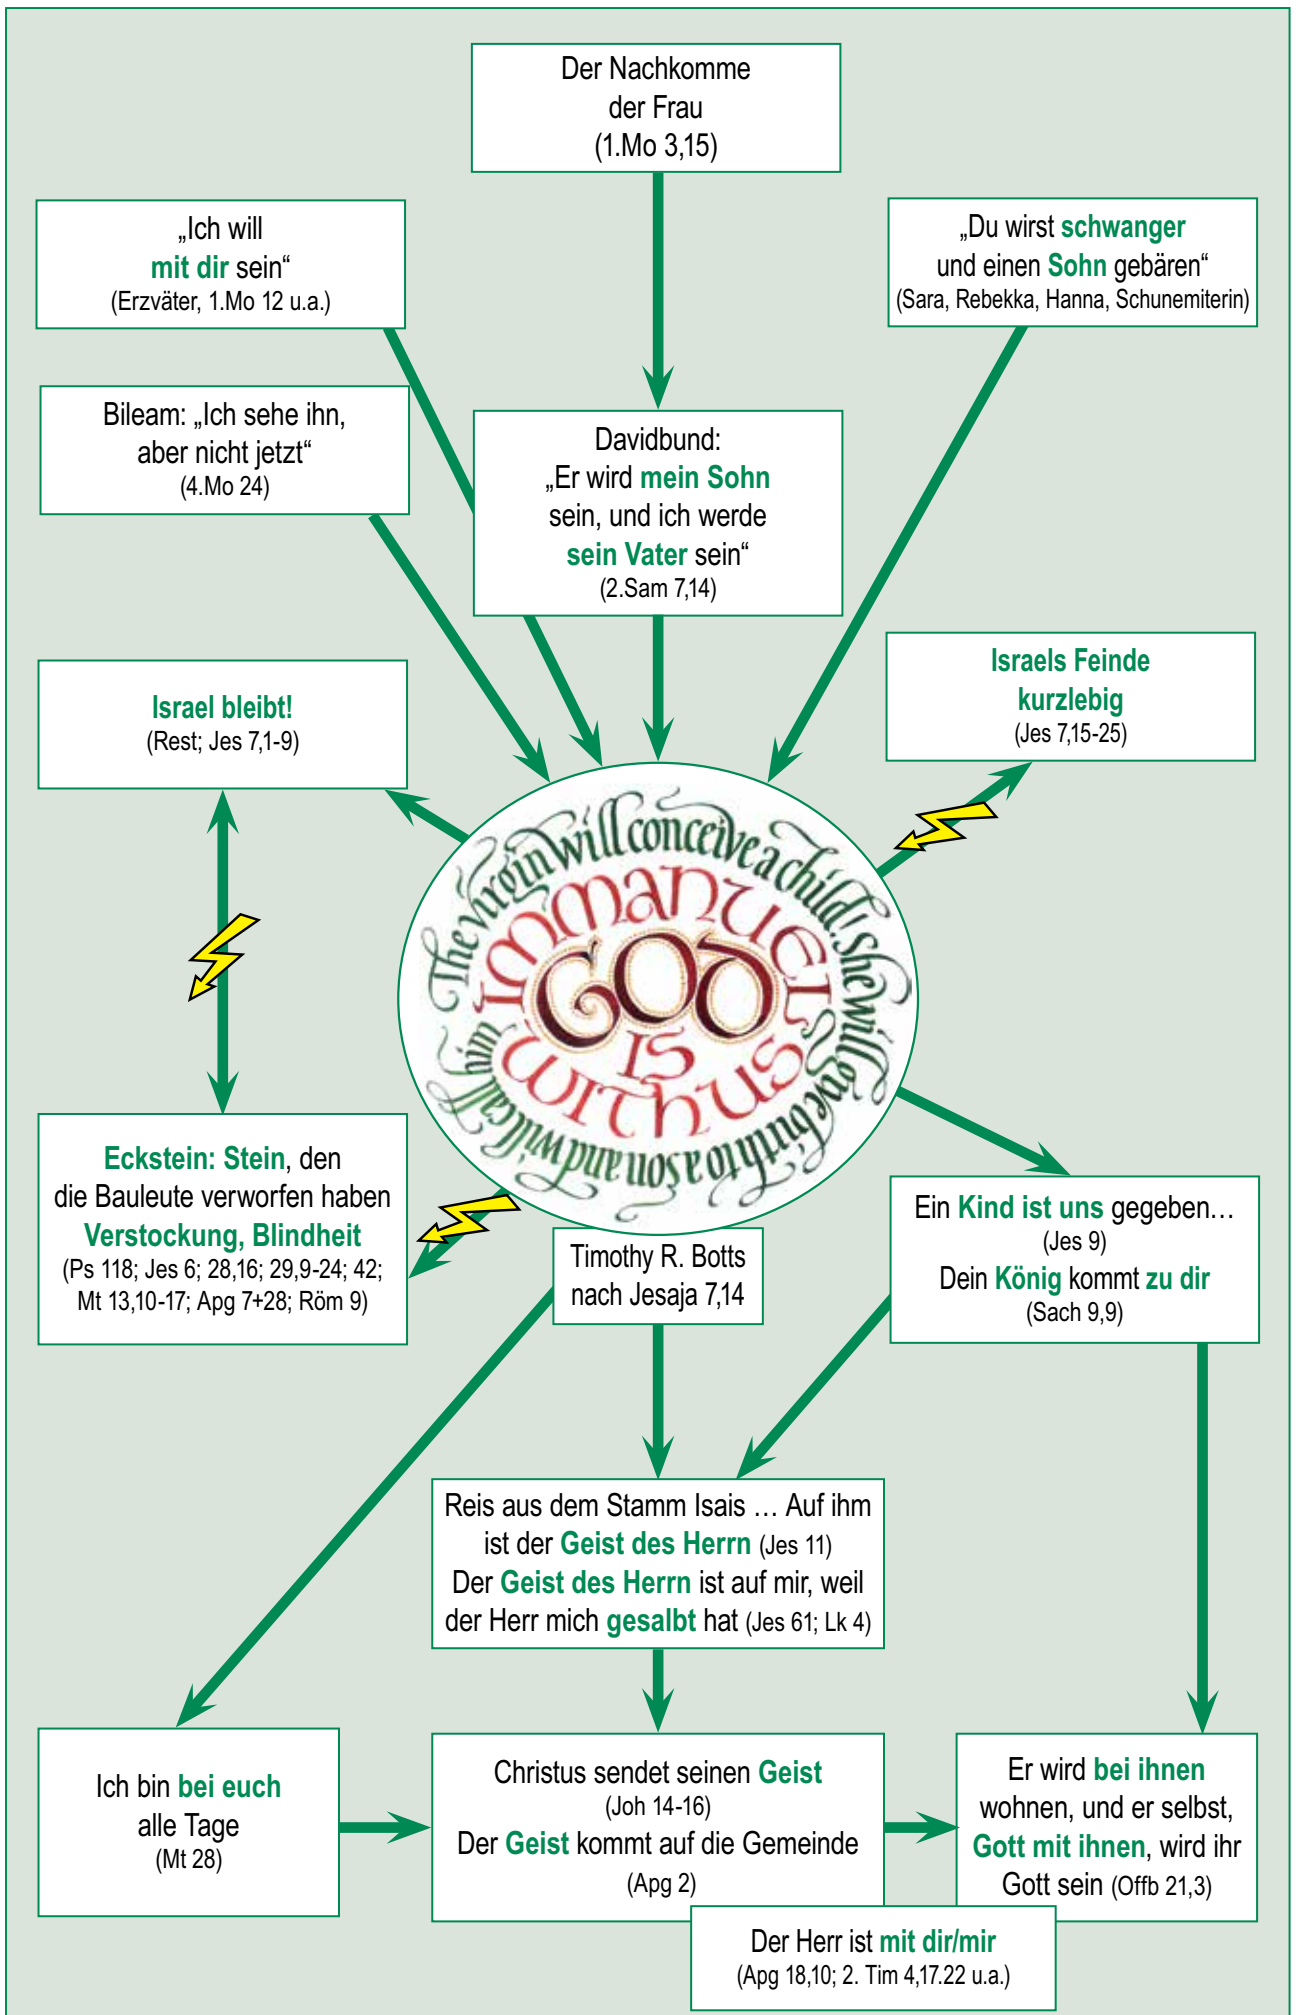 Der Nachkomme
der Frau
(1.Mo 3,15)
„Ich will
mit dir sein“
(Erzväter, 1.Mo 12 u.a.)
„Du wirst schwanger
und einen Sohn gebären“
(Sara, Rebekka, Hanna, Schunemiterin)
Bileam: „Ich sehe ihn,
aber nicht jetzt“
(4.Mo 24)
Davidbund:
„Er wird mein Sohn
sein, und ich werde
sein Vater sein“
(2.Sam 7,14)
Israel bleibt!
(Rest; Jes 7,1-9)
Israels Feinde
kurzlebig
(Jes 7,15-25)
The virgin will conceive a child! She will give birth to a son and will call him
IMMANUEL
GOD
IS
WITH US
Eckstein: Stein, den
die Bauleute verworfen haben
Verstockung, Blindheit
(Ps 118; Jes 6; 28,16; 29,9-24; 42;
Mt 13,10-17; Apg 7+28; Röm 9)
Timothy R. Botts
nach Jesaja 7,14
Ein Kind ist uns gegeben…
(Jes 9)
Dein König kommt zu dir
(Sach 9,9)
Reis aus dem Stamm Isais … Auf ihm
ist der Geist des Herrn (Jes 11)
Der Geist des Herrn ist auf mir, weil
der Herr mich gesalbt hat (Jes 61; Lk 4)
Ich bin bei euch
alle Tage
(Mt 28)
Christus sendet seinen Geist
(Joh 14-16)
Der Geist kommt auf die Gemeinde
(Apg 2)
Er wird bei ihnen
wohnen, und er selbst,
Gott mit ihnen, wird ihr
Gott sein (Offb 21,3)
Der Herr ist mit dir/mir
(Apg 18,10; 2. Tim 4,17.22 u.a.)